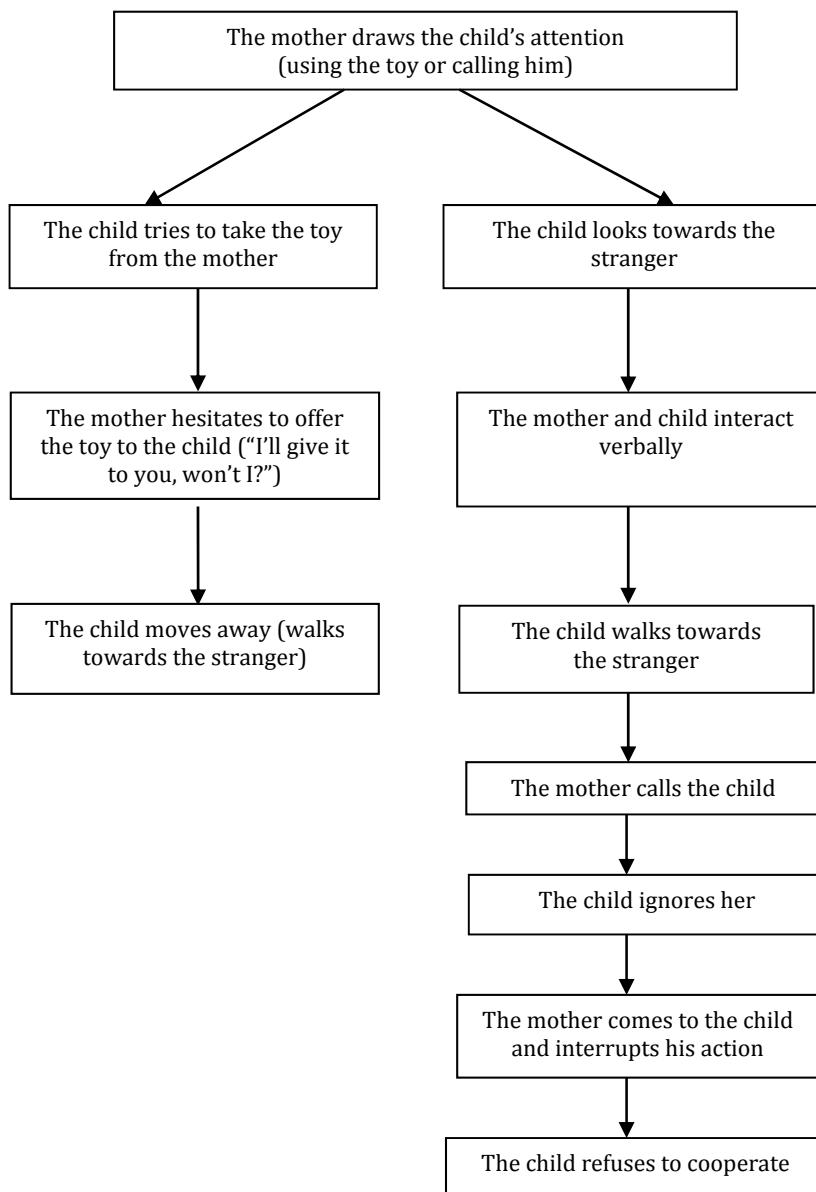 The mother draws the child’s attention
(using the toy or calling him)
The child tries to take the toy
from the mother
The child looks towards the
stranger
The mother hesitates to offer
the toy to the child (“I’ll give it
to you, won’t I?”)
The mother and child interact
verbally
The child moves away (walks
towards the stranger)
The child walks towards
the stranger
The mother calls the child
The child ignores her
The mother comes to the child
and interrupts his action
The child refuses to cooperate